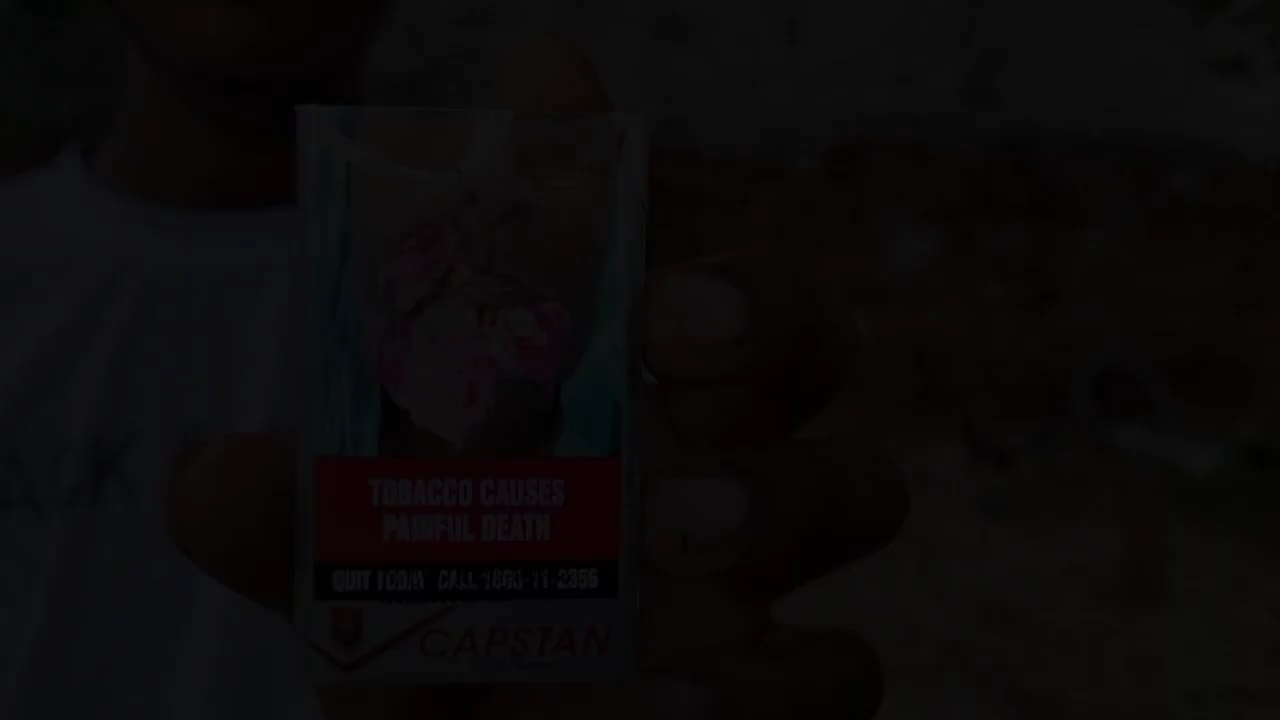 TOBACCO CAUSES
PAINFUL DEATH
QUIT TODAY CALL 1800-11-2356
CAPSTAN